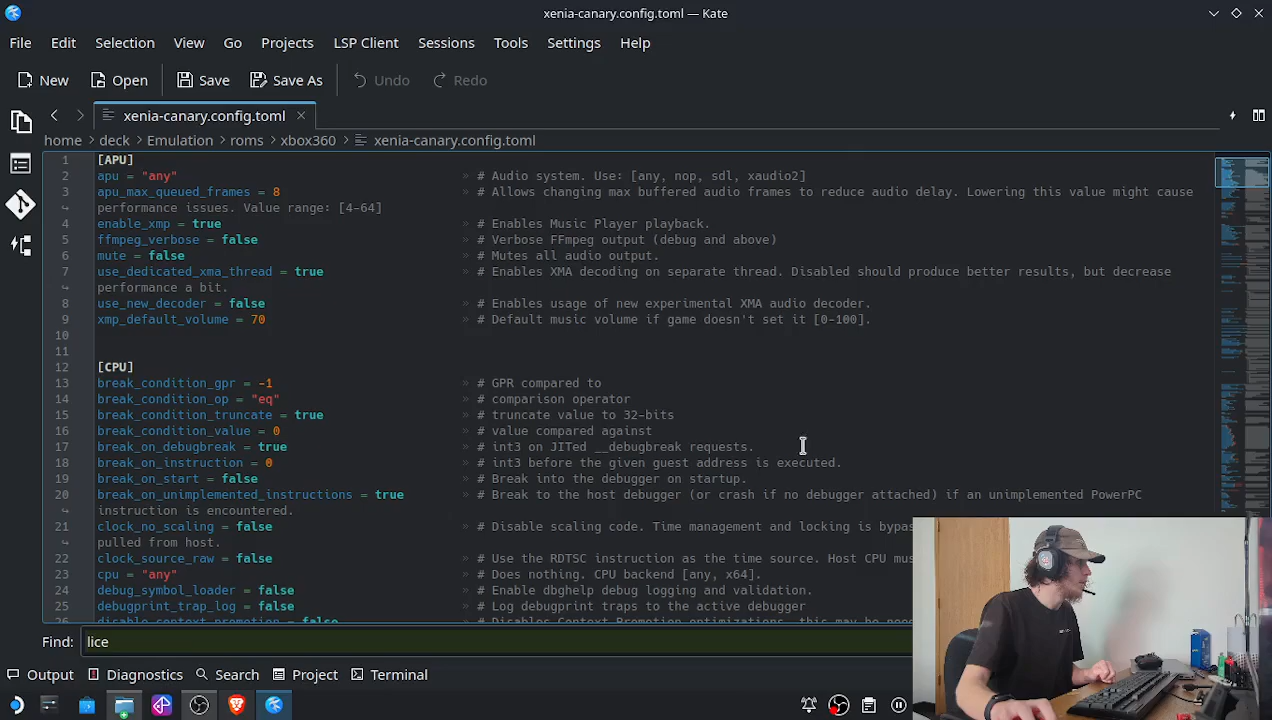 xenia-canary.config.toml — Kate
File Edit Selection View Go Projects LSP Client Sessions Tools Settings Help
New Open Save Save As Undo Redo
xenia-canary.config.toml
home > deck > Emulation > roms > xbox360 > xenia-canary.config.toml
1 [APU]
2 apu = "any" » # Audio system. Use: [any, nop, sdl, xaudio2]
3 apu_max_queued_frames = 8 » # Allows changing max buffered audio frames to reduce audio delay. Lowering this value might cause
performance issues. Value range: [4-64]
4 enable_xmp = true » # Enables Music Player playback.
5 ffmpeg_verbose = false » # Verbose FFmpeg output (debug and above)
6 mute = false » # Mutes all audio output.
7 use_dedicated_xma_thread = true » # Enables XMA decoding on separate thread. Disabled should produce better results, but decrease
performance a bit.
8 use_new_decoder = false » # Enables usage of new experimental XMA audio decoder.
9 xmp_default_volume = 70 » # Default music volume if game doesn't set it [0-100].
10
11
12 [CPU]
13 break_condition_gpr = -1 » # GPR compared to
14 break_condition_op = "eq" » # comparison operator
15 break_condition_truncate = true » # truncate value to 32-bits
16 break_condition_value = 0 » # value compared against
17 break_on_debugbreak = true » # int3 on JITed __debugbreak requests.
18 break_on_instruction = 0 » # int3 before the given guest address is executed.
19 break_on_start = false » # Break into the debugger on startup.
20 break_on_unimplemented_instructions = true » # Break to the host debugger (or crash if no debugger attached) if an unimplemented PowerPC
instruction is encountered.
21 clock_no_scaling = false » # Disable scaling code. Time management and locking is bypas
pulled from host.
22 clock_source_raw = false » # Use the RDTSC instruction as the time source. Host CPU mus
23 cpu = "any" » # Does nothing. CPU backend [any, x64].
24 debug_symbol_loader = false » # Enable dbghelp debug logging and validation.
25 debugprint_trap_log = false » # Log debugprint traps to the active debugger
26 disable_context_promotion = false » # Disables Context Promotion optimizations, this may be need
Find: lice
Output Diagnostics Search Project Terminal